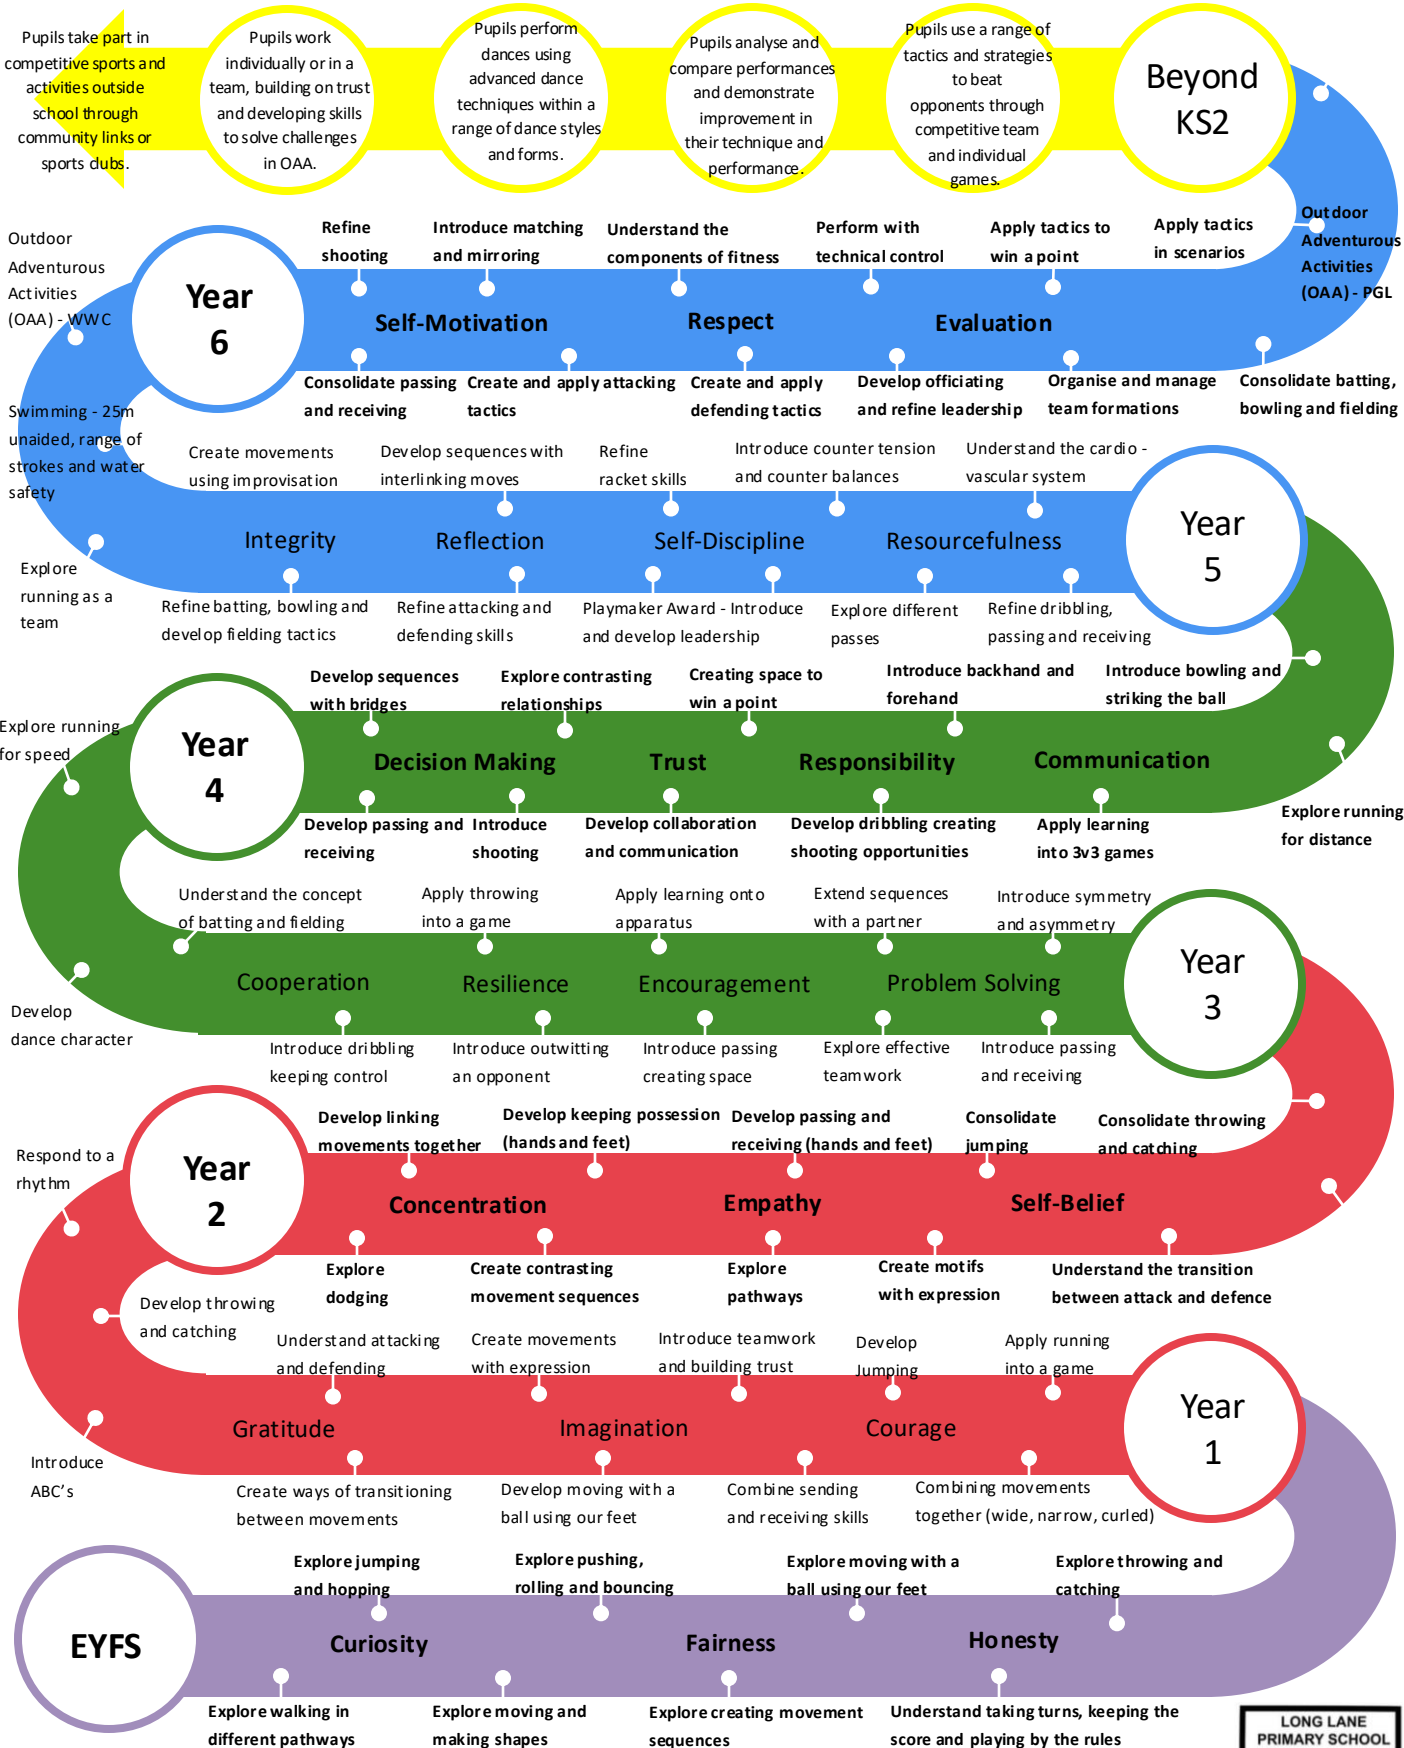 Pupils take part in
competitive sports and
activities outside
school through
community links or
sports clubs.
Pupils work
individually or in a
team, building on trust
and developing skills
to solve challenges
in OAA.
Pupils perform
dances using
advanced dance
techniques within a
range of dance styles
and forms.
Pupils analyse and
compare performances
and demonstrate
improvement in
their technique and
performance.
Pupils use a range of
tactics and strategies
to beat
opponents through
competitive team
and individual
games.
Beyond
KS2
Outdoor
Adventurous
Activities
(OAA) - WWC
Year
6
Refine
shooting
Introduce matching
and mirroring
Understand the
components of fitness
Perform with
technical control
Apply tactics to
win a point
Apply tactics
in scenarios
Outdoor
Adventurous
Activities
(OAA) - PGL
Self-Motivation
Respect
Evaluation
Consolidate passing
and receiving
Create and apply attacking
tactics
Create and apply
defending tactics
Develop officiating
and refine leadership
Organise and manage
team formations
Consolidate batting,
bowling and fielding
Swimming - 25m
unaided, range of
strokes and water
safety
Create movements
using improvisation
Develop sequences with
interlinking moves
Refine
racket skills
Introduce counter tension
and counter balances
Understand the cardio -
vascular system
Year
5
Integrity
Reflection
Self-Discipline
Resourcefulness
Explore
running as a
team
Refine batting, bowling and
develop fielding tactics
Refine attacking and
defending skills
Playmaker Award - Introduce
and develop leadership
Explore different
passes
Refine dribbling,
passing and receiving
Explore running
for speed
Year
4
Develop sequences
with bridges
Explore contrasting
relationships
Creating space to
win a point
Introduce backhand and
forehand
Introduce bowling and
striking the ball
Decision Making
Trust
Responsibility
Communication
Develop passing and
receiving
Introduce
shooting
Develop collaboration
and communication
Develop dribbling creating
shooting opportunities
Apply learning
into 3v3 games
Explore running
for distance
Understand the concept
of batting and fielding
Apply throwing
into a game
Apply learning onto
apparatus
Extend sequences
with a partner
Introduce symmetry
and asymmetry
Year
3
Cooperation
Resilience
Encouragement
Problem Solving
Develop
dance character
Introduce dribbling
keeping control
Introduce outwitting
an opponent
Introduce passing
creating space
Explore effective
teamwork
Introduce passing
and receiving
Respond to a
rhythm
Year
2
Develop linking
movements together
Develop keeping possession
(hands and feet)
Develop passing and
receiving (hands and feet)
Consolidate
jumping
Consolidate throwing
and catching
Concentration
Empathy
Self-Belief
Explore
dodging
Create contrasting
movement sequences
Explore
pathways
Create motifs
with expression
Understand the transition
between attack and defence
Develop throwing
and catching
Understand attacking
and defending
Create movements
with expression
Introduce teamwork
and building trust
Develop
Jumping
Apply running
into a game
Year
1
Gratitude
Imagination
Courage
Introduce
ABC’s
Create ways of transitioning
between movements
Develop moving with a
ball using our feet
Combine sending
and receiving skills
Combining movements
together (wide, narrow, curled)
EYFS
Explore jumping
and hopping
Explore pushing,
rolling and bouncing
Explore moving with a
ball using our feet
Explore throwing and
catching
Curiosity
Fairness
Honesty
Explore walking in
different pathways
Explore moving and
making shapes
Explore creating movement
sequences
Understand taking turns, keeping the
score and playing by the rules
LONG LANE
PRIMARY SCHOOL